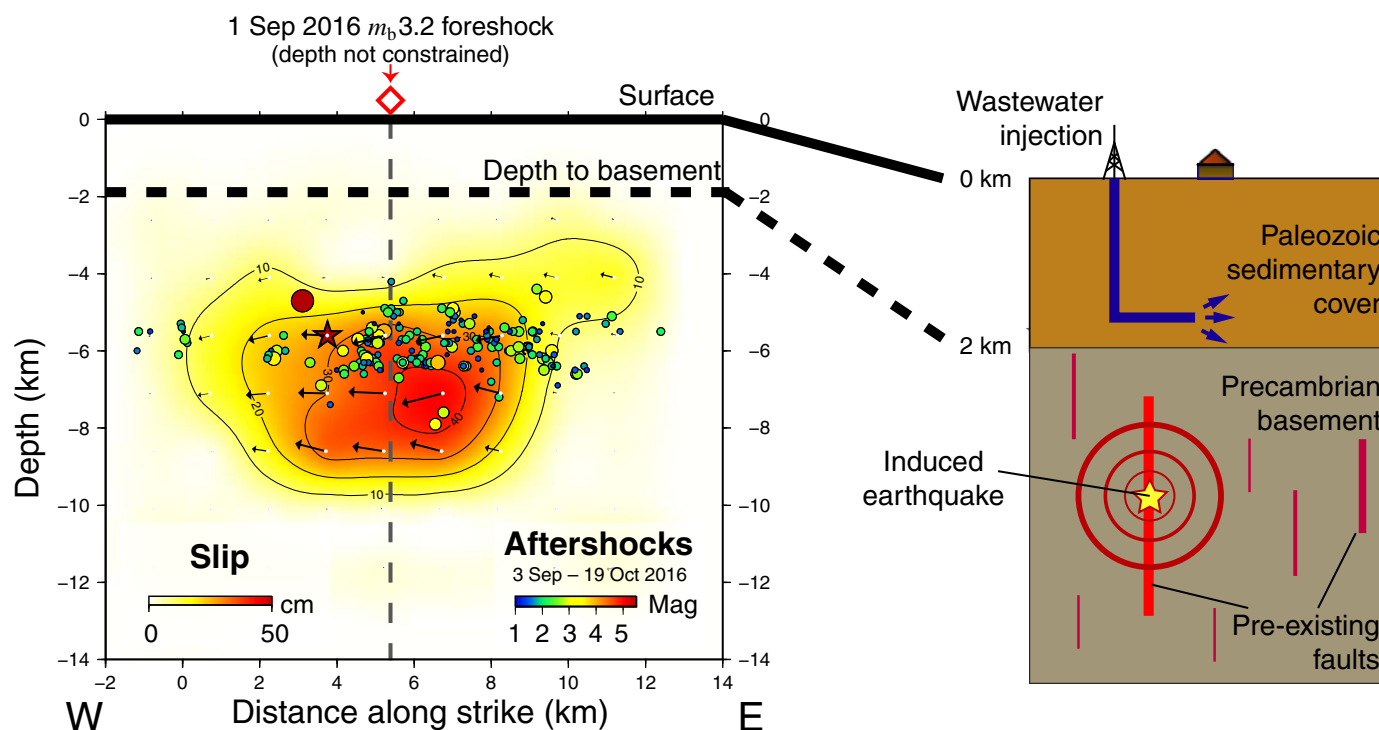 1 Sep 2016 mb3.2 foreshock
(depth not constrained)
Surface
Depth to basement
0
−2
−4
−6
−8
−10
−12
−14
Depth (km)
0
−2
−4
−6
−8
−10
−12
−14
10
10
20
30
30
40
10
Slip
cm
0 50
Aftershocks
3 Sep – 19 Oct 2016
Mag
1 2 3 4 5
−2 0 2 4 6 8 10 12 14
W Distance along strike (km) E
Wastewater
injection
0 km
Paleozoic
sedimentary
cover
2 km
Precambrian
basement
Induced
earthquake
Pre-existing
faults